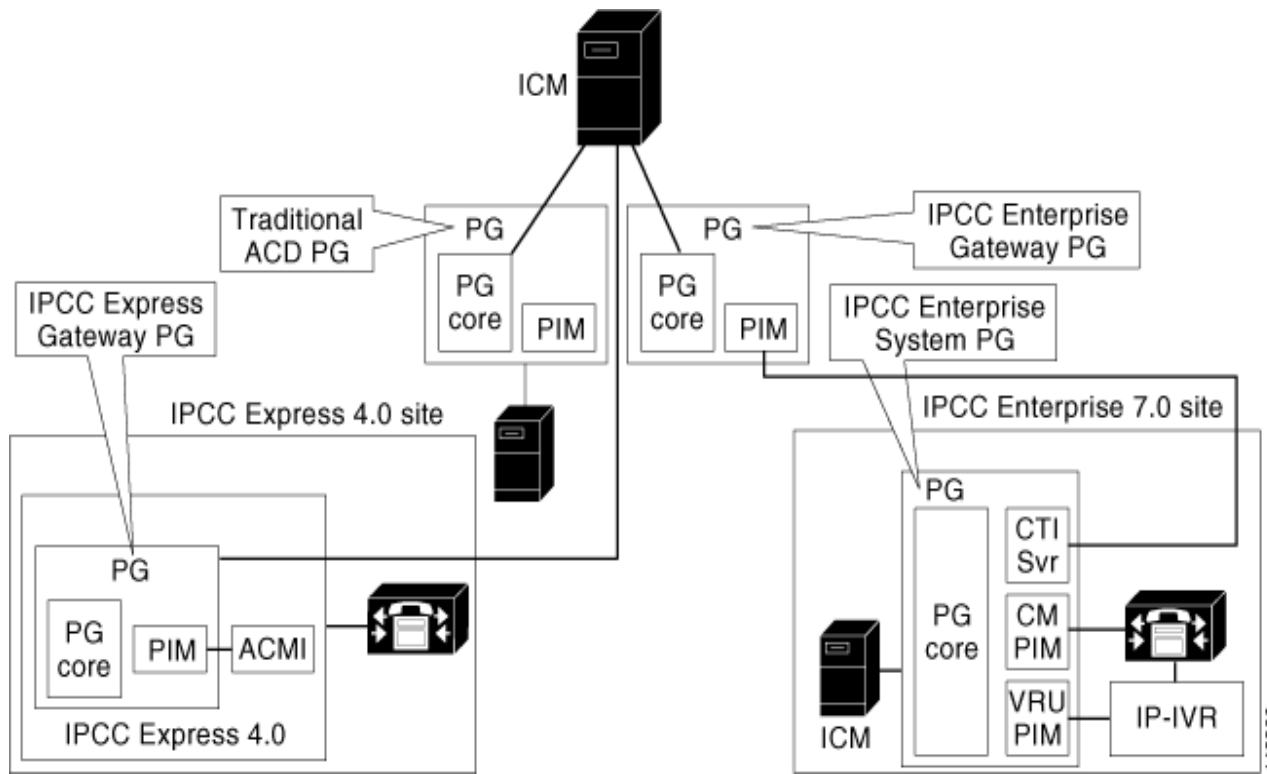 ICM
Traditional
ACD PG
PG
PG
core
PIM
PG
PG
core
PIM
IPCC Enterprise
Gateway PG
IPCC Express
Gateway PG
IPCC Enterprise
System PG
IPCC Express 4.0 site
IPCC Enterprise 7.0 site
PG
PG
core
PIM
ACMI
IPCC Express 4.0
PG
PG
core
CTI
Svr
CM
PIM
VRU
PIM
ICM
IP-IVR